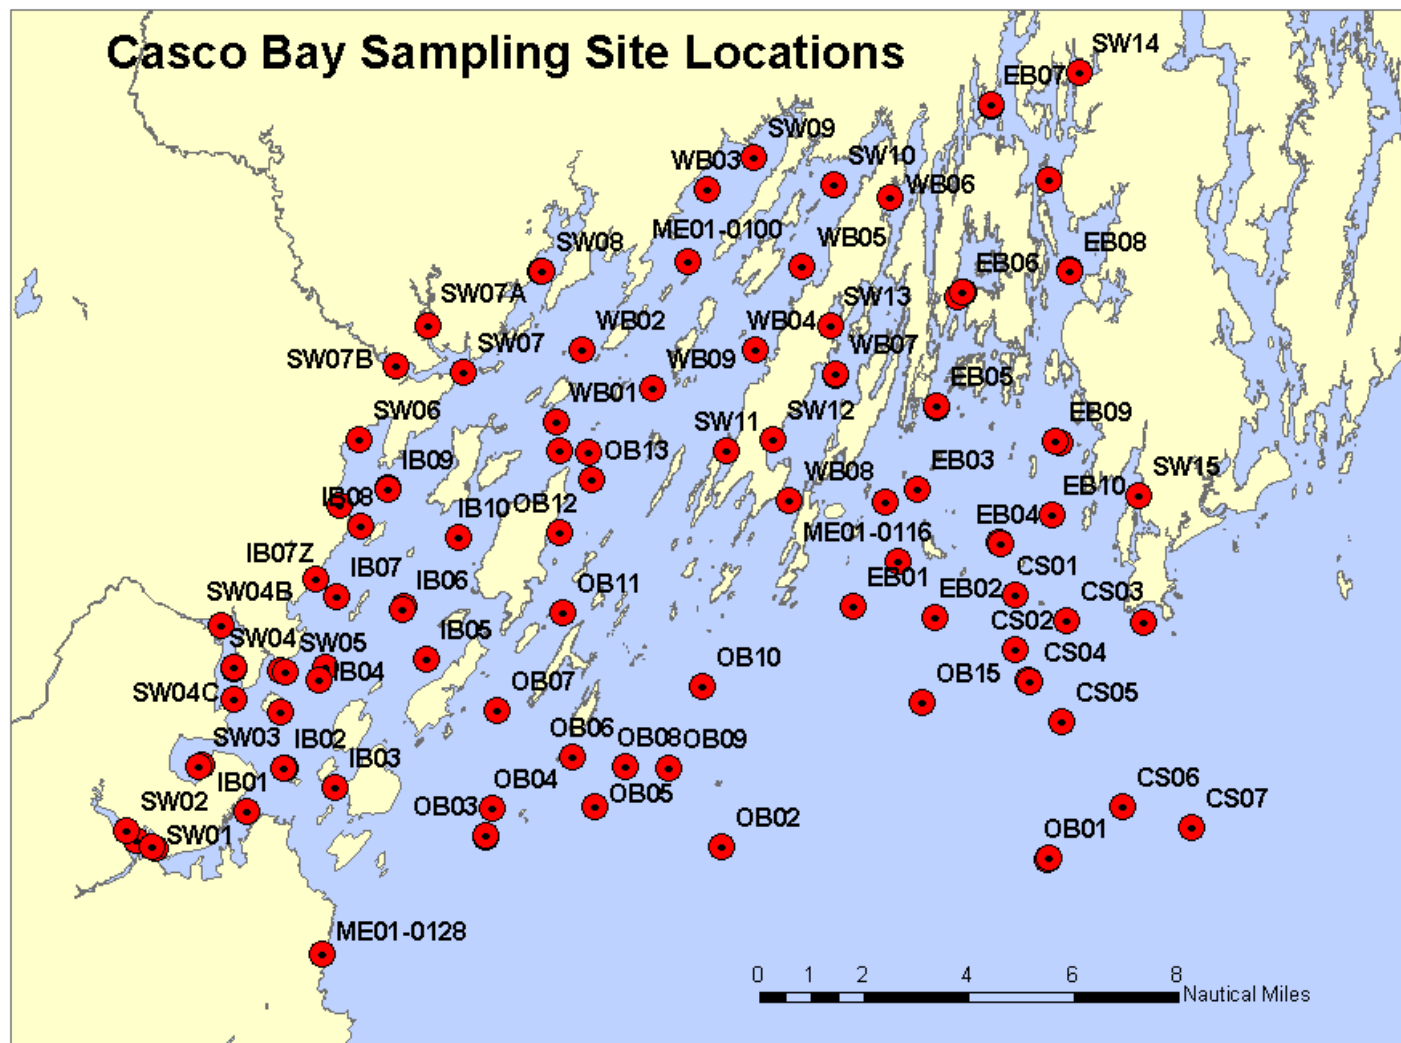 Casco Bay Sampling Site Locations
SW14
EB07
SW09
WB03
SW10
WB06
ME01-0100
SW08
WB05
EB08
EB06
SW07A
SW13
WB02
WB04
SW07
WB07
SW07B
WB09
EB05
WB01
SW06
SW12
EB09
SW11
OB13
IB09
EB03
SW15
WB08
EB10
IB08
IB10
OB12
EB04
ME01-0116
IB07Z
IB07
CS01
IB06
EB01
OB11
EB02
SW04B
CS03
CS02
SW04
SW05
IB05
CS04
OB10
IB04
OB15
SW04C
OB07
CS05
OB06
SW03
IB02
OB08
OB09
IB03
OB04
CS06
IB01
OB03
OB05
SW02
OB02
CS07
SW01
OB01
ME01-0128
0 1 2 4 6 8
Nautical Miles